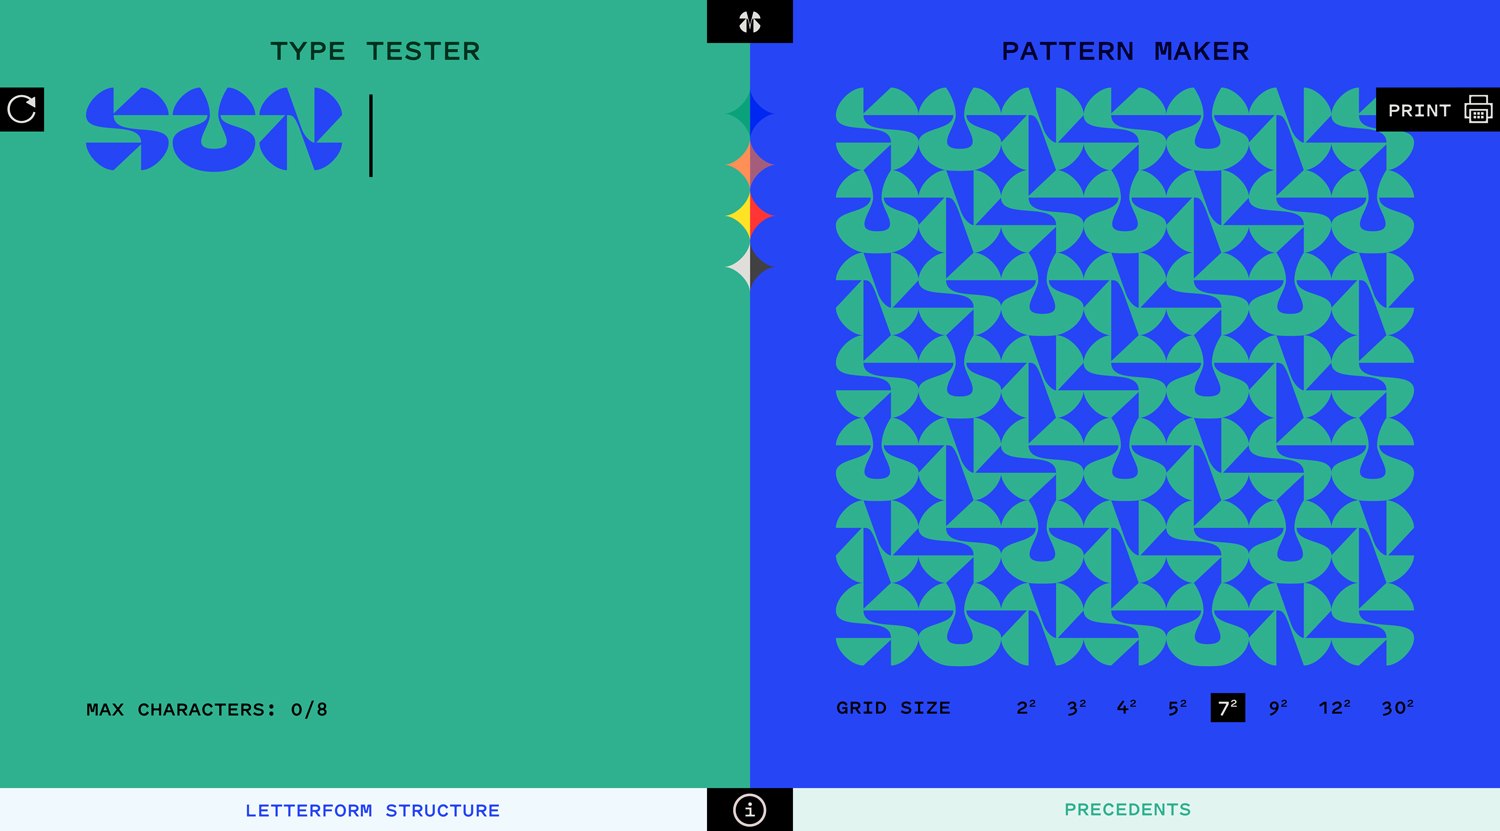 TYPE TESTER
SUN
MAX CHARACTERS: 0/8
LETTERFORM STRUCTURE
PATTERN MAKER
PRINT
GRID SIZE 2² 3² 4² 5² 7² 9² 12² 30²
i
PRECEDENTS